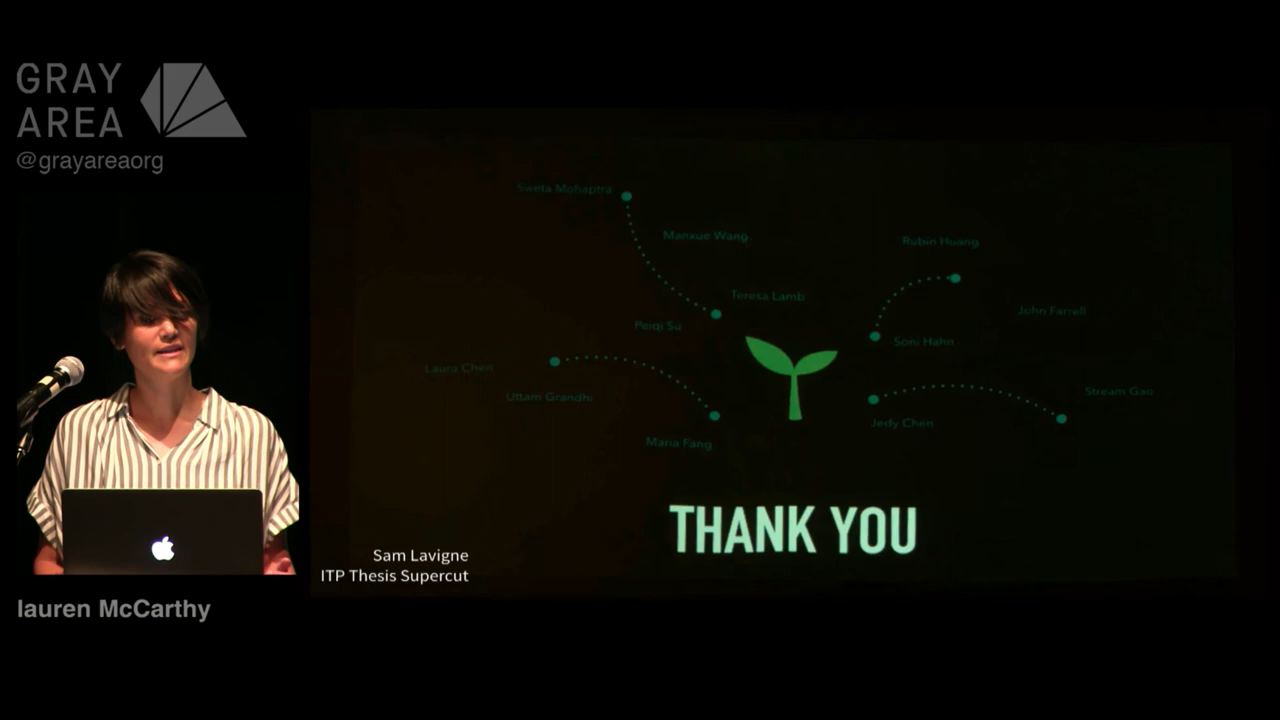 GRAY
AREA
@grayareaorg
Sweta Mohaptra
Manxue Wang
Rubin Huang
Teresa Lamb
John Farrell
Peiqi Su
Soni Hahn
Laura Chen
Uttam Grandhi
Stream Gao
Jedy Chen
Maria Fang
THANK YOU
Sam Lavigne
ITP Thesis Supercut
lauren McCarthy